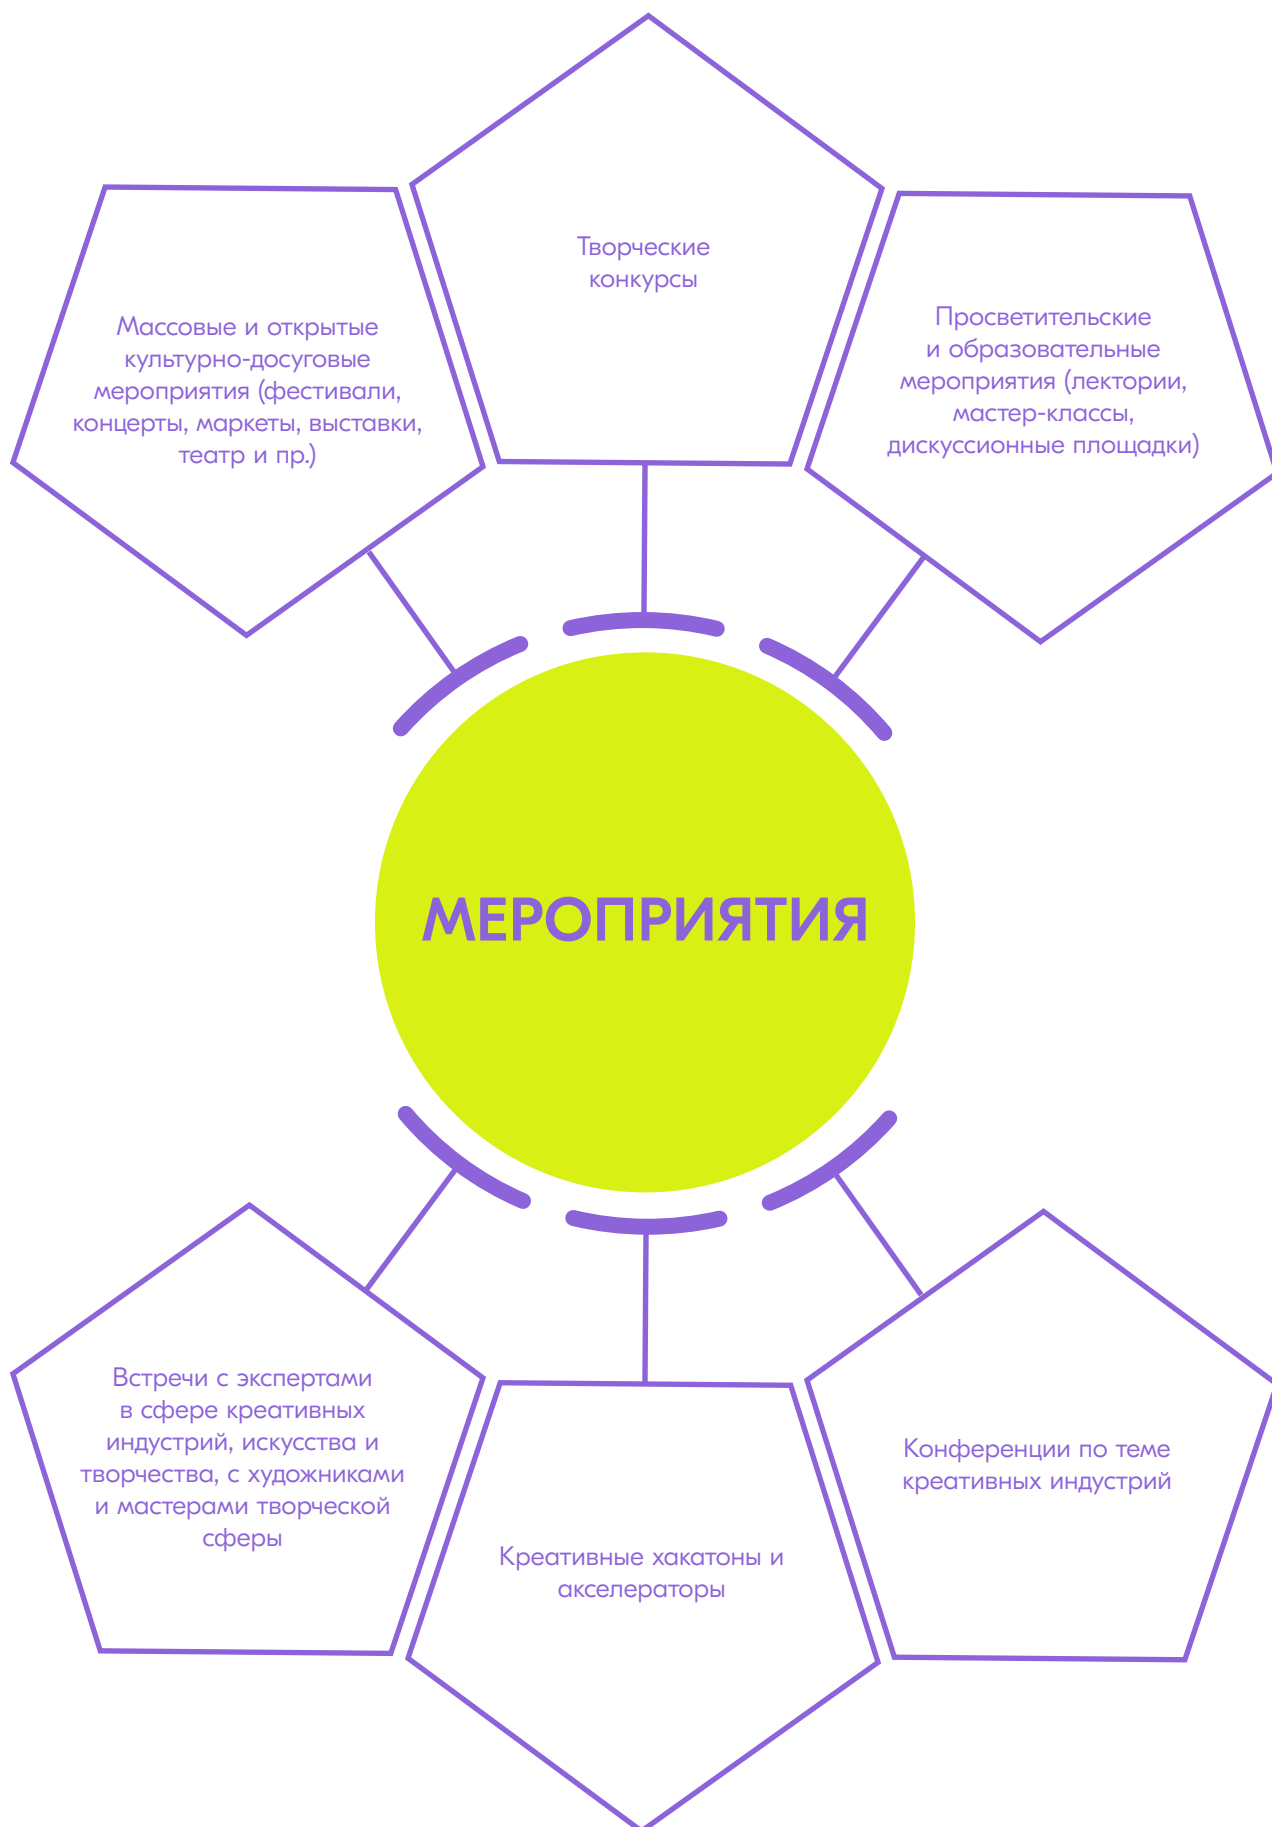 Творческие
конкурсы
Массовые и открытые
культурно-досуговые
мероприятия (фестивали,
концерты, маркеты, выставки,
театр и пр.)
Просветительские
и образовательные
мероприятия (лектории,
мастер-классы,
дискуссионные площадки)
МЕРОПРИЯТИЯ
Встречи с экспертами
в сфере креативных
индустрий, искусства и
творчества, с художниками
и мастерами творческой
сферы
Креативные хакатоны и
акселераторы
Конференции по теме
креативных индустрий